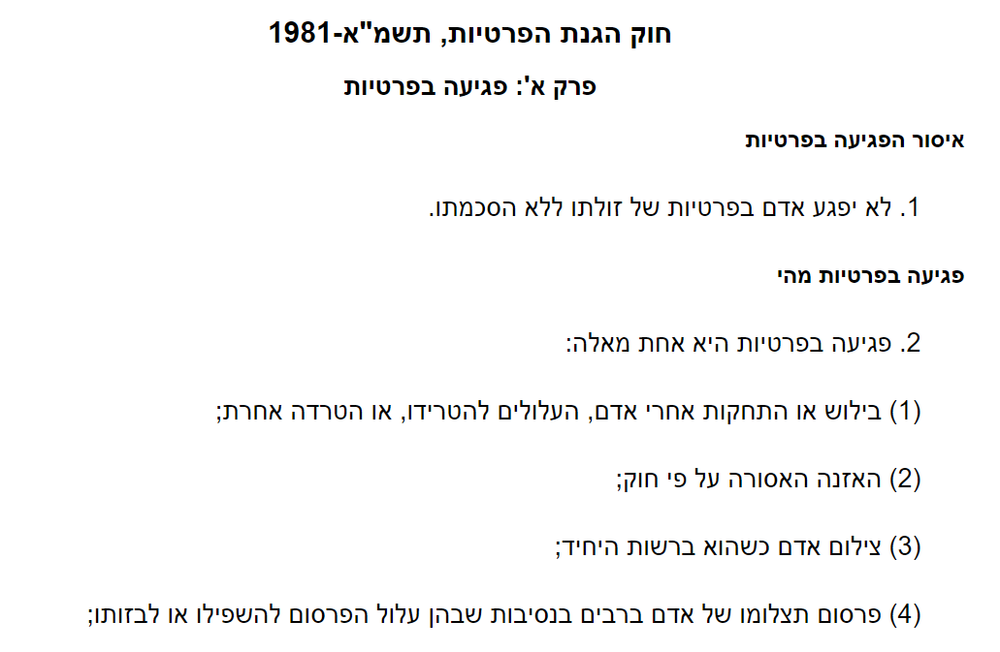 חוק הגנת הפרטיות, תשמ"א-1981
פרק א': פגיעה בפרטיות
איסור הפגיעה בפרטיות
1. לא יפגע אדם בפרטיות של זולתו ללא הסכמתו.
פגיעה בפרטיות מהי
2. פגיעה בפרטיות היא אחת מאלה:
(1) בילוש או התחקות אחרי אדם, העלולים להטרידו, או הטרדה אחרת;
(2) האזנה האסורה על פי חוק;
(3) צילום אדם כשהוא ברשות היחיד;
(4) פרסום תצלומו של אדם ברבים בנסיבות שבהן עלול הפרסום להשפילו או לבזותו;